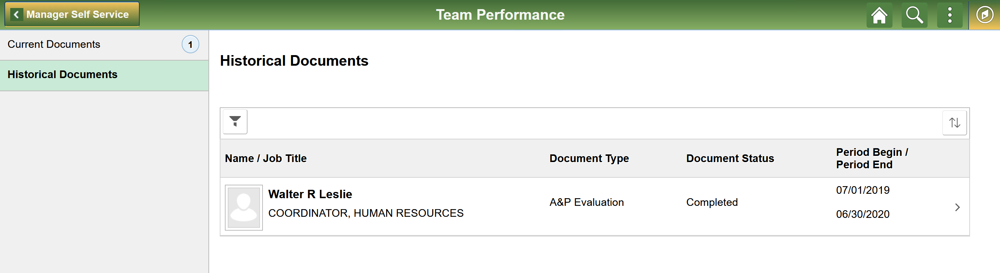 Manager Self Service
Team Performance
Current Documents
1
Historical Documents
Historical Documents
Name / Job Title
Document Type
Document Status
Period Begin /
Period End
Walter R Leslie
COORDINATOR, HUMAN RESOURCES
A&P Evaluation
Completed
07/01/2019
06/30/2020